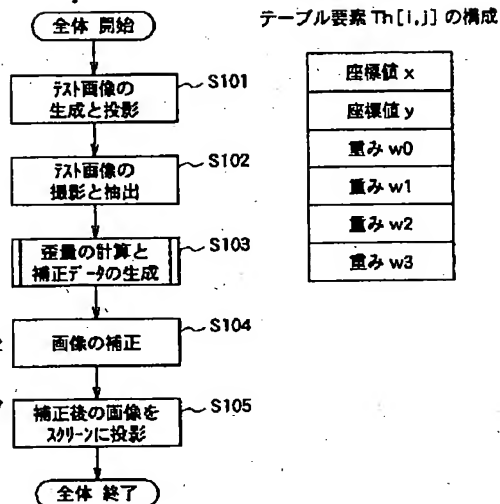 全体 開始
テスト画像の
生成と投影
S101
テスト画像の
撮影と抽出
S102
歪量の計算と
補正データの生成
S103
画像の補正
S104
補正後の画像を
スクリーンに投影
S105
全体 終了
テーブル要素 Th[i,j] の構成
座標値 x
座標値 y
重み w0
重み w1
重み w2
重み w3